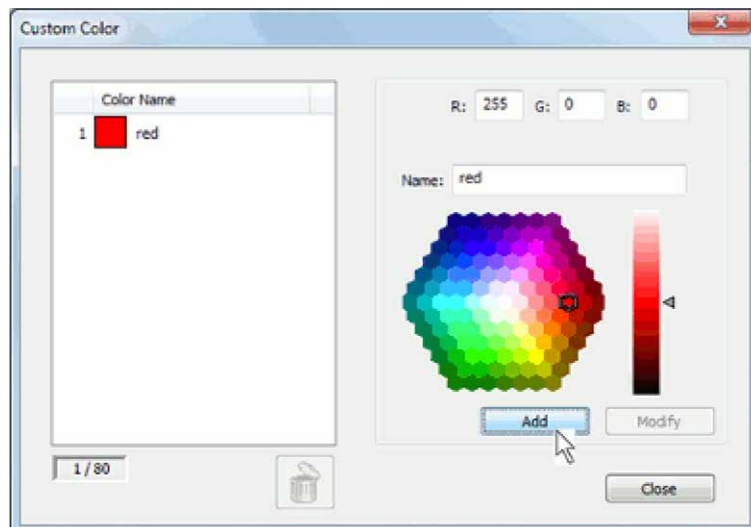 Custom Color
X
Color Name
1 red
1 / 80
R: 255 G: 0 B: 0
Name: red
Add Modify
Close